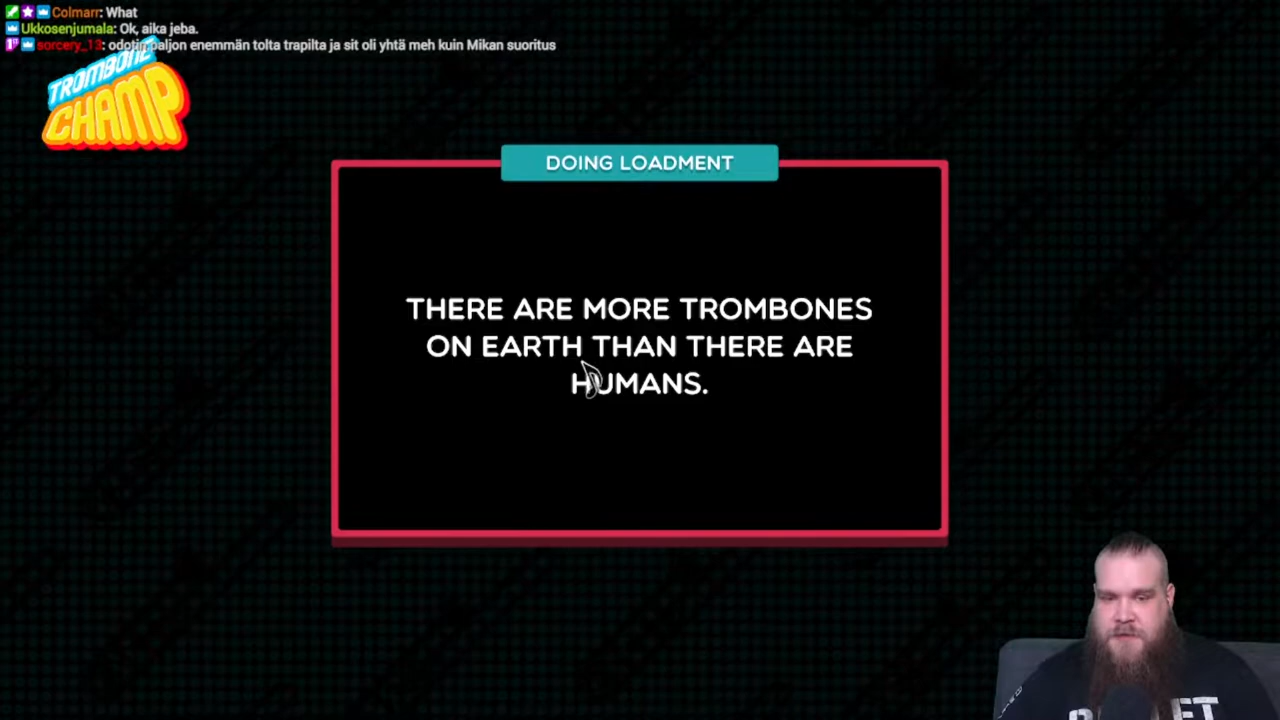 Colmarr: What
Ukkosenjumala: Ok, aika jeba.
sorcery_13: odotin paljon enemmän tolta trapilta ja sit oli yhtä meh kuin Mikan suoritus
TROMBONE
CHAMP
DOING LOADMENT
THERE ARE MORE TROMBONES
ON EARTH THAN THERE ARE
HUMANS.